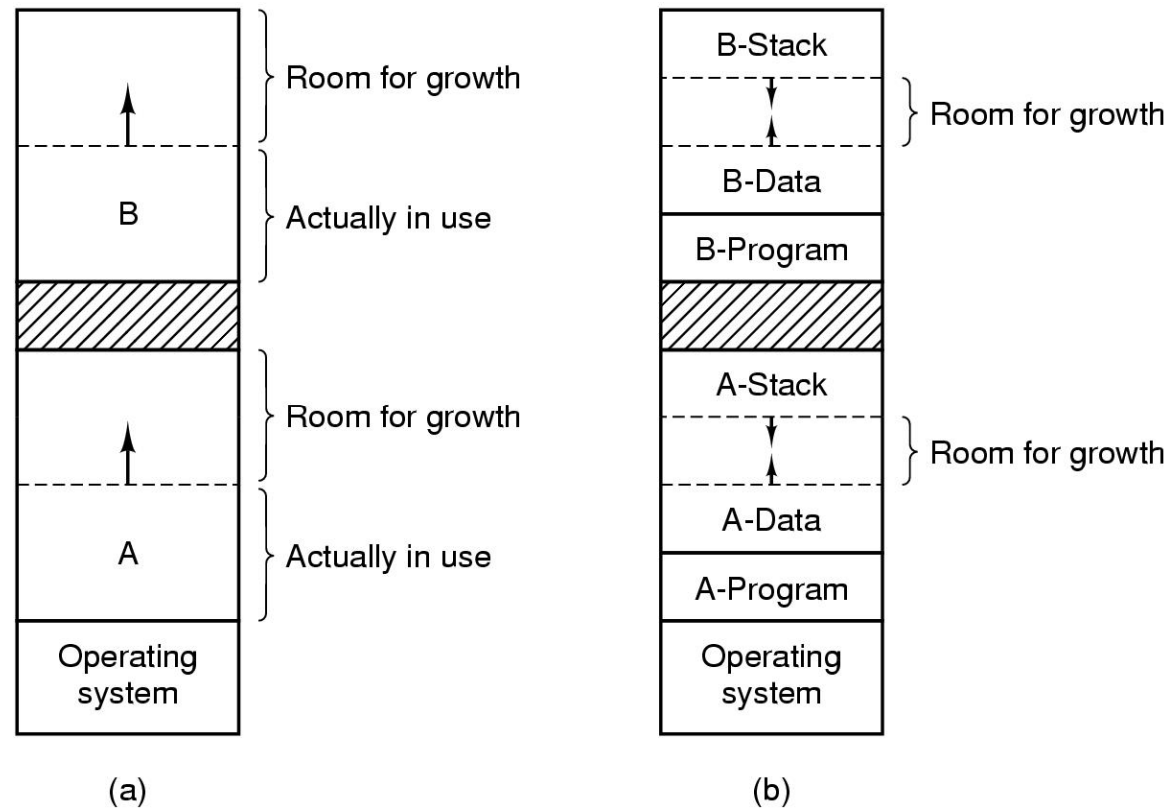 Room for growth
B
Actually in use
Room for growth
A
Actually in use
Operating
system
(a)
B-Stack
Room for growth
B-Data
B-Program
A-Stack
Room for growth
A-Data
A-Program
Operating
system
(b)